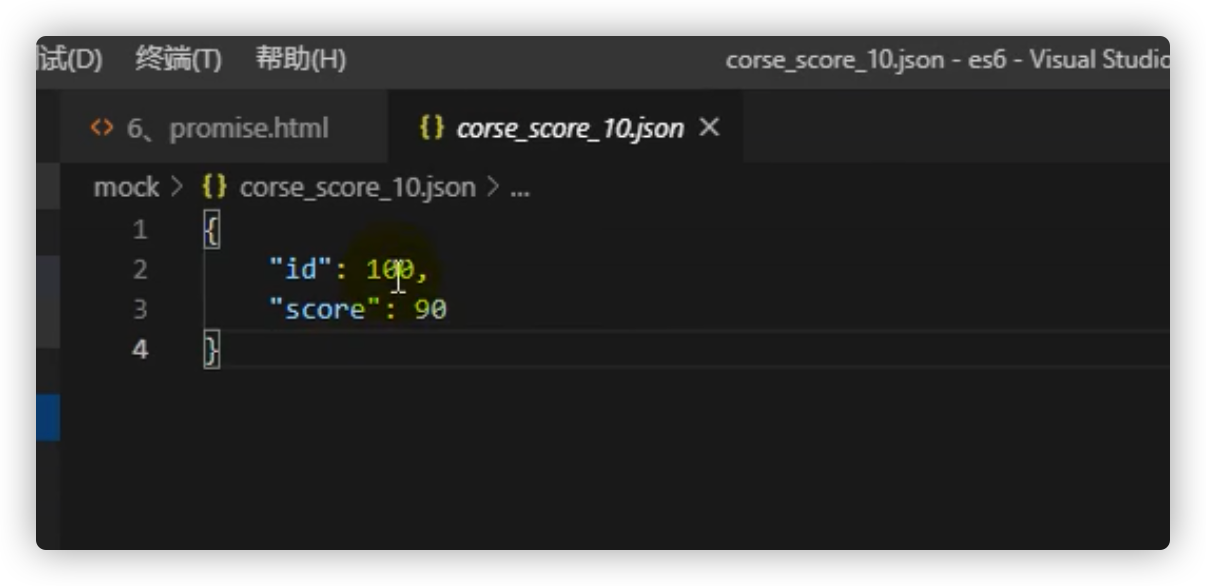 试(D) 终端(T) 帮助(H) corse_score_10.json - es6 - Visual Studio
<> 6、promise.html {} corse_score_10.json ×
mock > {} corse_score_10.json > ...
1 {
2 "id": 100,
3 "score": 90
4 }